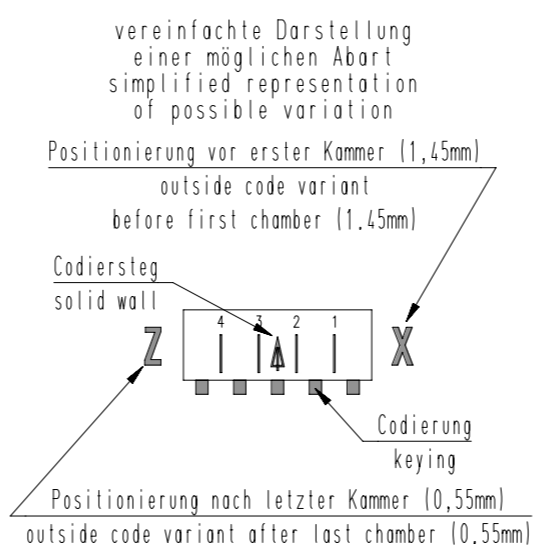 vereinfachte Darstellung
einer möglichen Abart
simplified representation
of possible variation
Positionierung vor erster Kammer (1,45mm)
outside code variant
before first chamber (1,45mm)
Codiersteg
solid wall
4 3 2 1
Z X
Codierung
keying
Positionierung nach letzter Kammer (0,55mm)
outside code variant after last chamber (0,55mm)